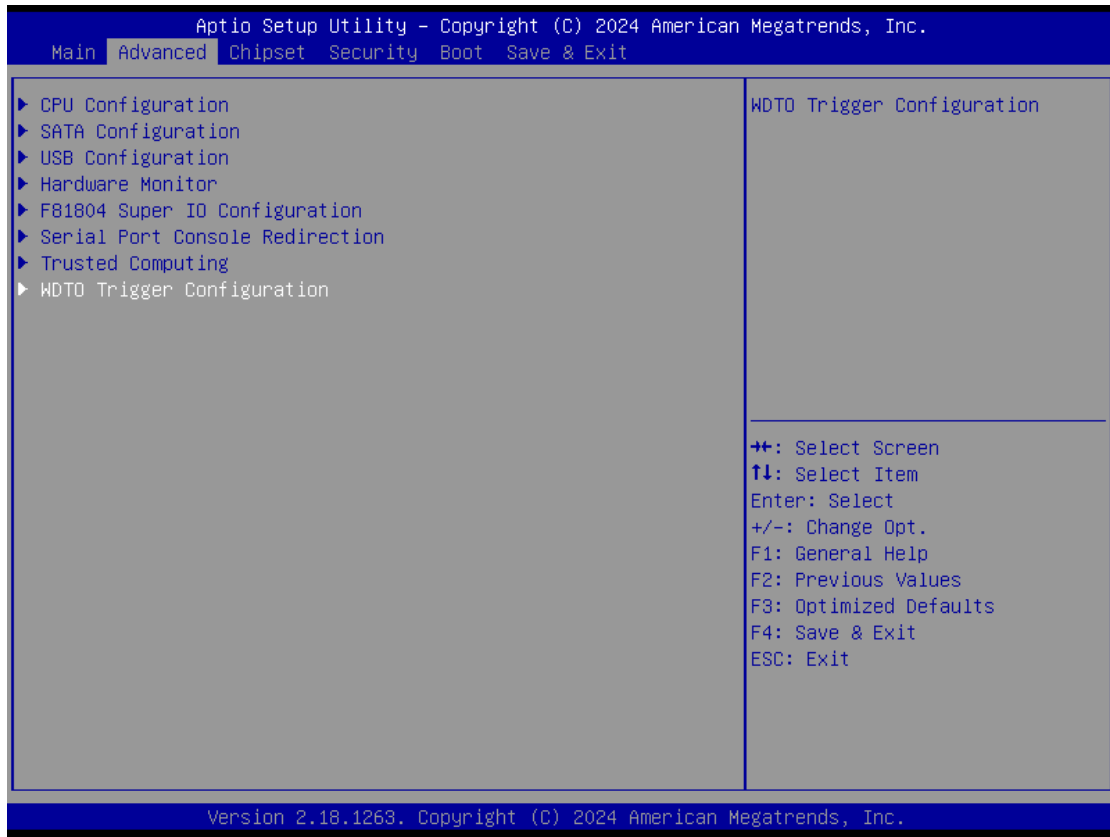 Aptio Setup Utility – Copyright (C) 2024 American Megatrends, Inc.
Main Advanced Chipset Security Boot Save & Exit
CPU Configuration
SATA Configuration
USB Configuration
Hardware Monitor
F81804 Super IO Configuration
Serial Port Console Redirection
Trusted Computing
WDTO Trigger Configuration
WDTO Trigger Configuration
→←: Select Screen
↑↓: Select Item
Enter: Select
+/-: Change Opt.
F1: General Help
F2: Previous Values
F3: Optimized Defaults
F4: Save & Exit
ESC: Exit
Version 2.18.1263. Copyright (C) 2024 American Megatrends, Inc.